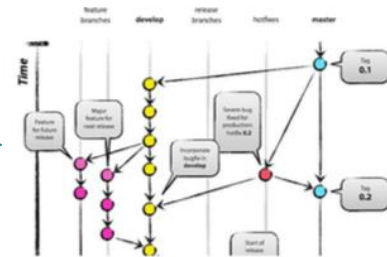 feature
branches
develop
release
branches
hotfixes
master
Time
Tag
0.1
Feature
for future
release
Major
feature for
next release
Severe bug
fixed for
production:
hotfix 0.2
Incorporate
bugfix in
develop
Tag
0.2
Start of
release